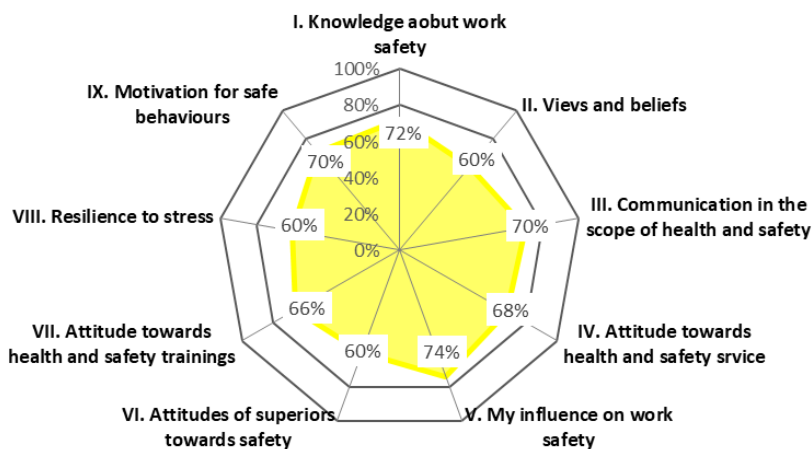 I. Knowledge aobut work
safety
100%
80%
60%
40%
20%
0%
72%
II. Vievs and beliefs
60%
III. Communication in the
scope of health and safety
70%
IV. Attitude towards
health and safety srvice
68%
V. My influence on work
safety
74%
VI. Attitudes of superiors
towards safety
60%
VII. Attitude towards
health and safety trainings
66%
VIII. Resilience to stress
60%
IX. Motivation for safe
behaviours
70%